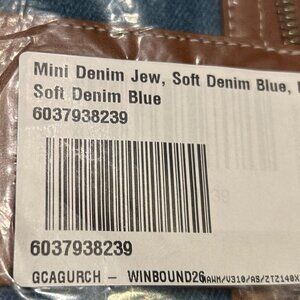 Mini Denim Jew, Soft Denim Blue,
Soft Denim Blue
6037938239
6037938239
GCAGURCH - WINBOUND26